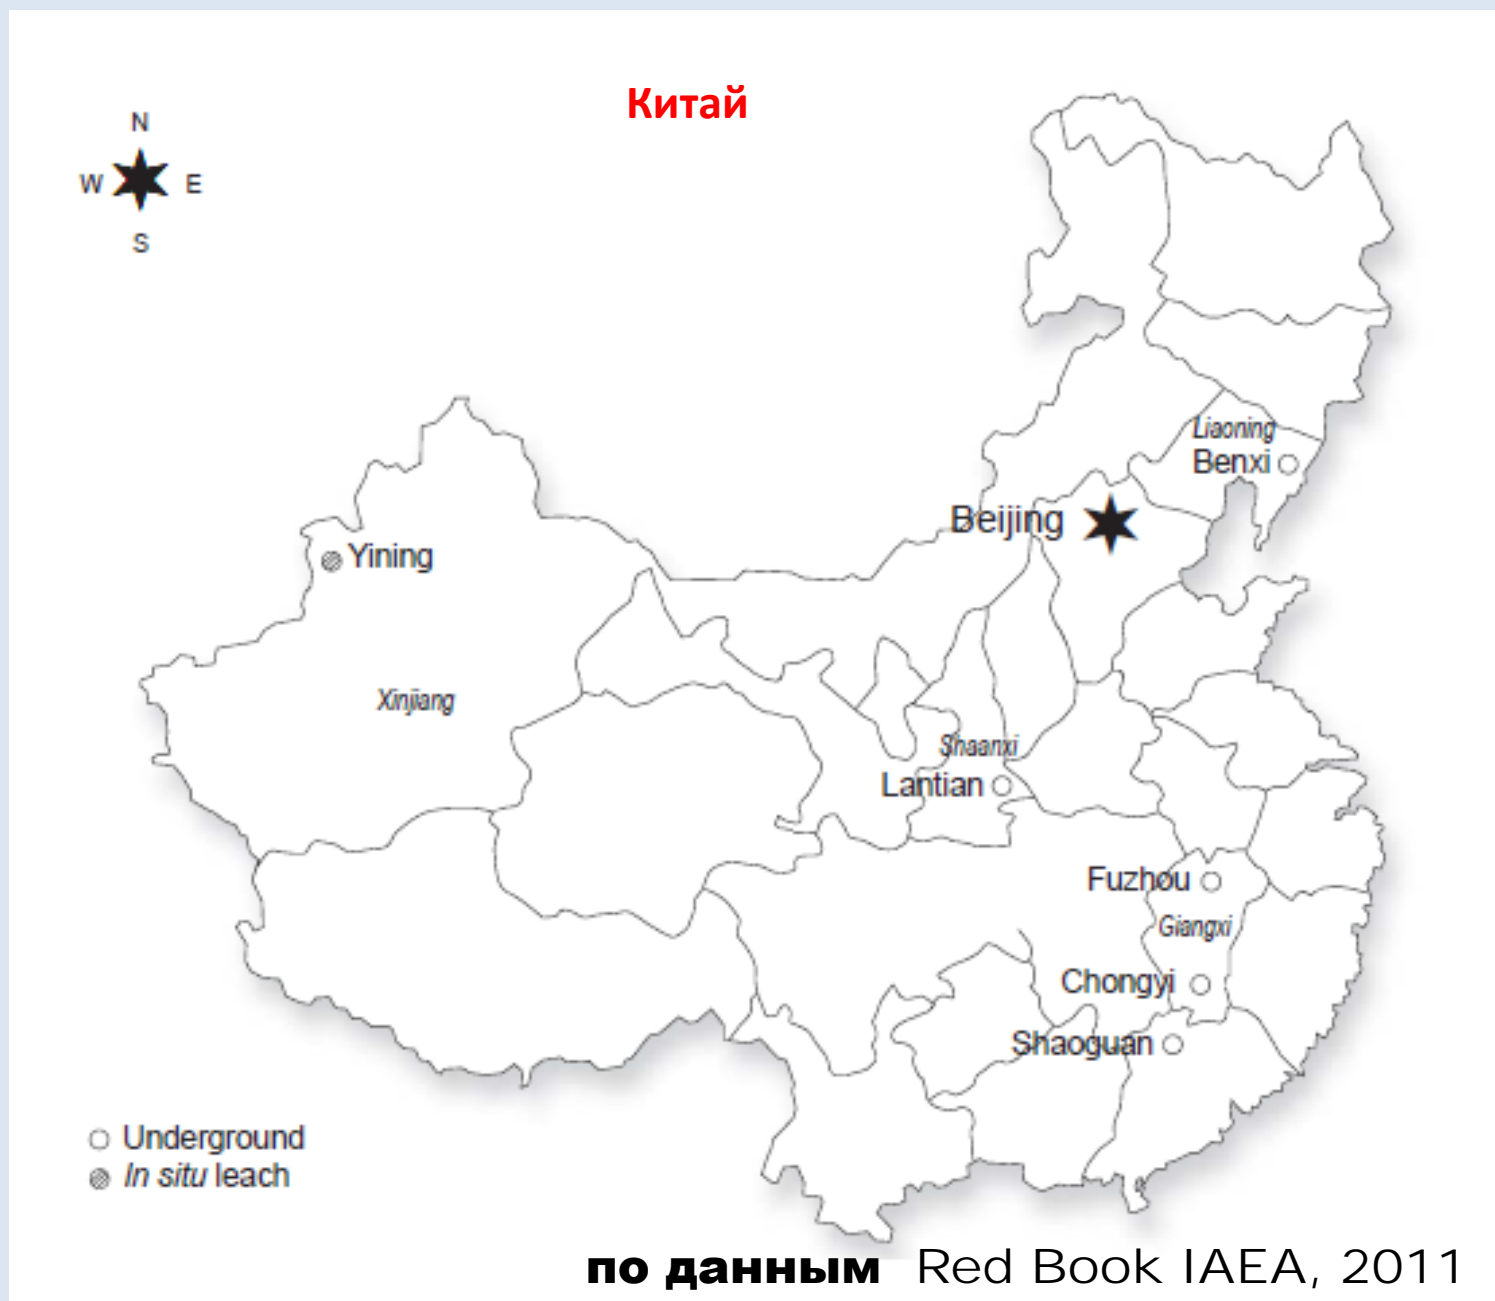 Китай
N
W E
S
Liaoning
Benxi
Beijing
Yining
Xinjiang
Shaanxi
Lantian
Fuzhou
Giangxi
Chongyi
Shaoguan
Underground
In situ leach
по данным Red Book IAEA, 2011